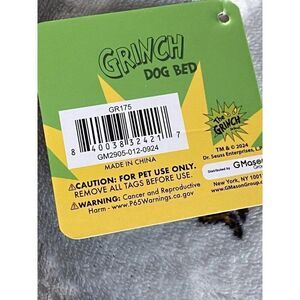 GRINCH
DOG BED
GR175
8 40038 32421 7
GM2905-012-0924
MADE IN CHINA
⚠CAUTION: FOR PET USE ONLY.
REMOVE ALL TAGS BEFORE USE.
⚠WARNING: Cancer and Reproductive
Harm - www.P65Warnings.ca.gov
The
GRINCH
TM & © 2024
Dr. Seuss Enterprises, L.
Distributed by
GMason
New York, NY 1001
www.GMasonGroup.c